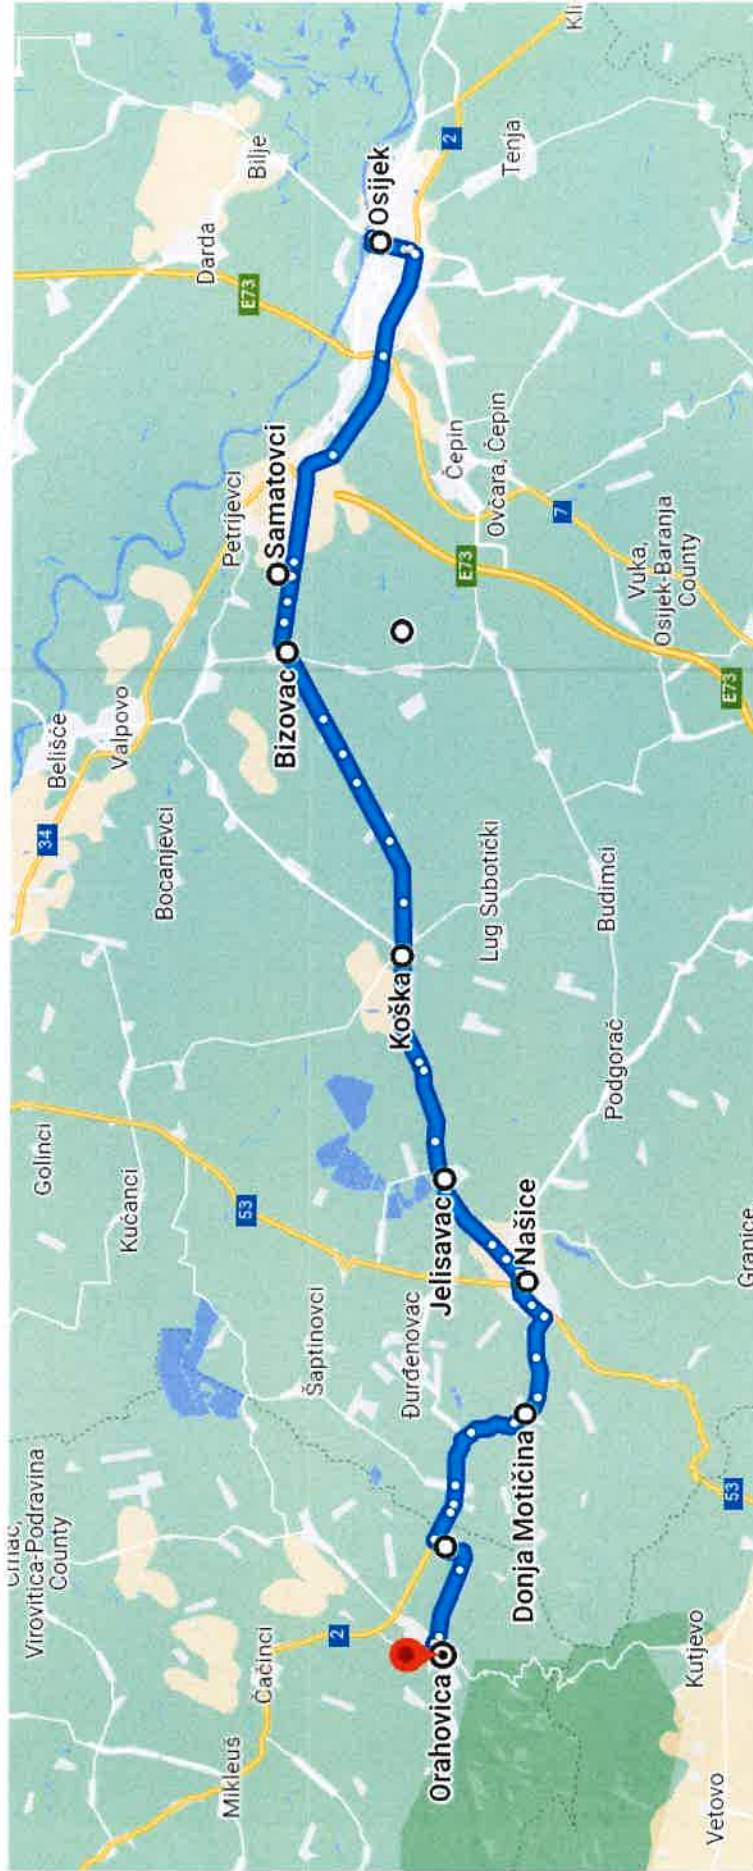 Virovitica-Podravina
County
Golinci
34
Belišće
Valpovo
Kućanci
Bocanjevci
Mikleuš
Čačinci
Šaptinovci
53
Petrijevci
Darda
Bilje
E73
2
Samatovci
Bizovac
Osijek
Đurđenovac
Koška
Orahovica
Jelisavac
Čepin
2
E73
Lug Subotički
Ovčara, Čepin
Tenja
Donja Motičina
Našice
7
Kli
Podgorač
Budimci
Vuka,
Osijek-Baranja
County
Kutjevo
Vetovo
53
Granice
E73